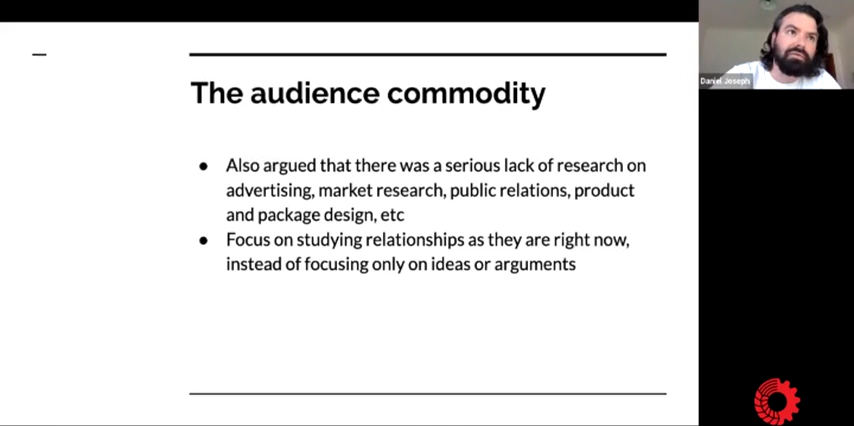 The audience commodity
● Also argued that there was a serious lack of research on
advertising, market research, public relations, product
and package design, etc
● Focus on studying relationships as they are right now,
instead of focusing only on ideas or arguments
Daniel Joseph